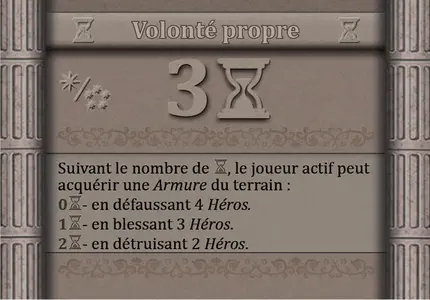 Volonté propre
3
Suivant le nombre de ⌛, le joueur actif peut
acquérir une Armure du terrain :
0⌛- en défaussant 4 Héros.
1⌛- en blessant 3 Héros.
2⌛- en détruisant 2 Héros.